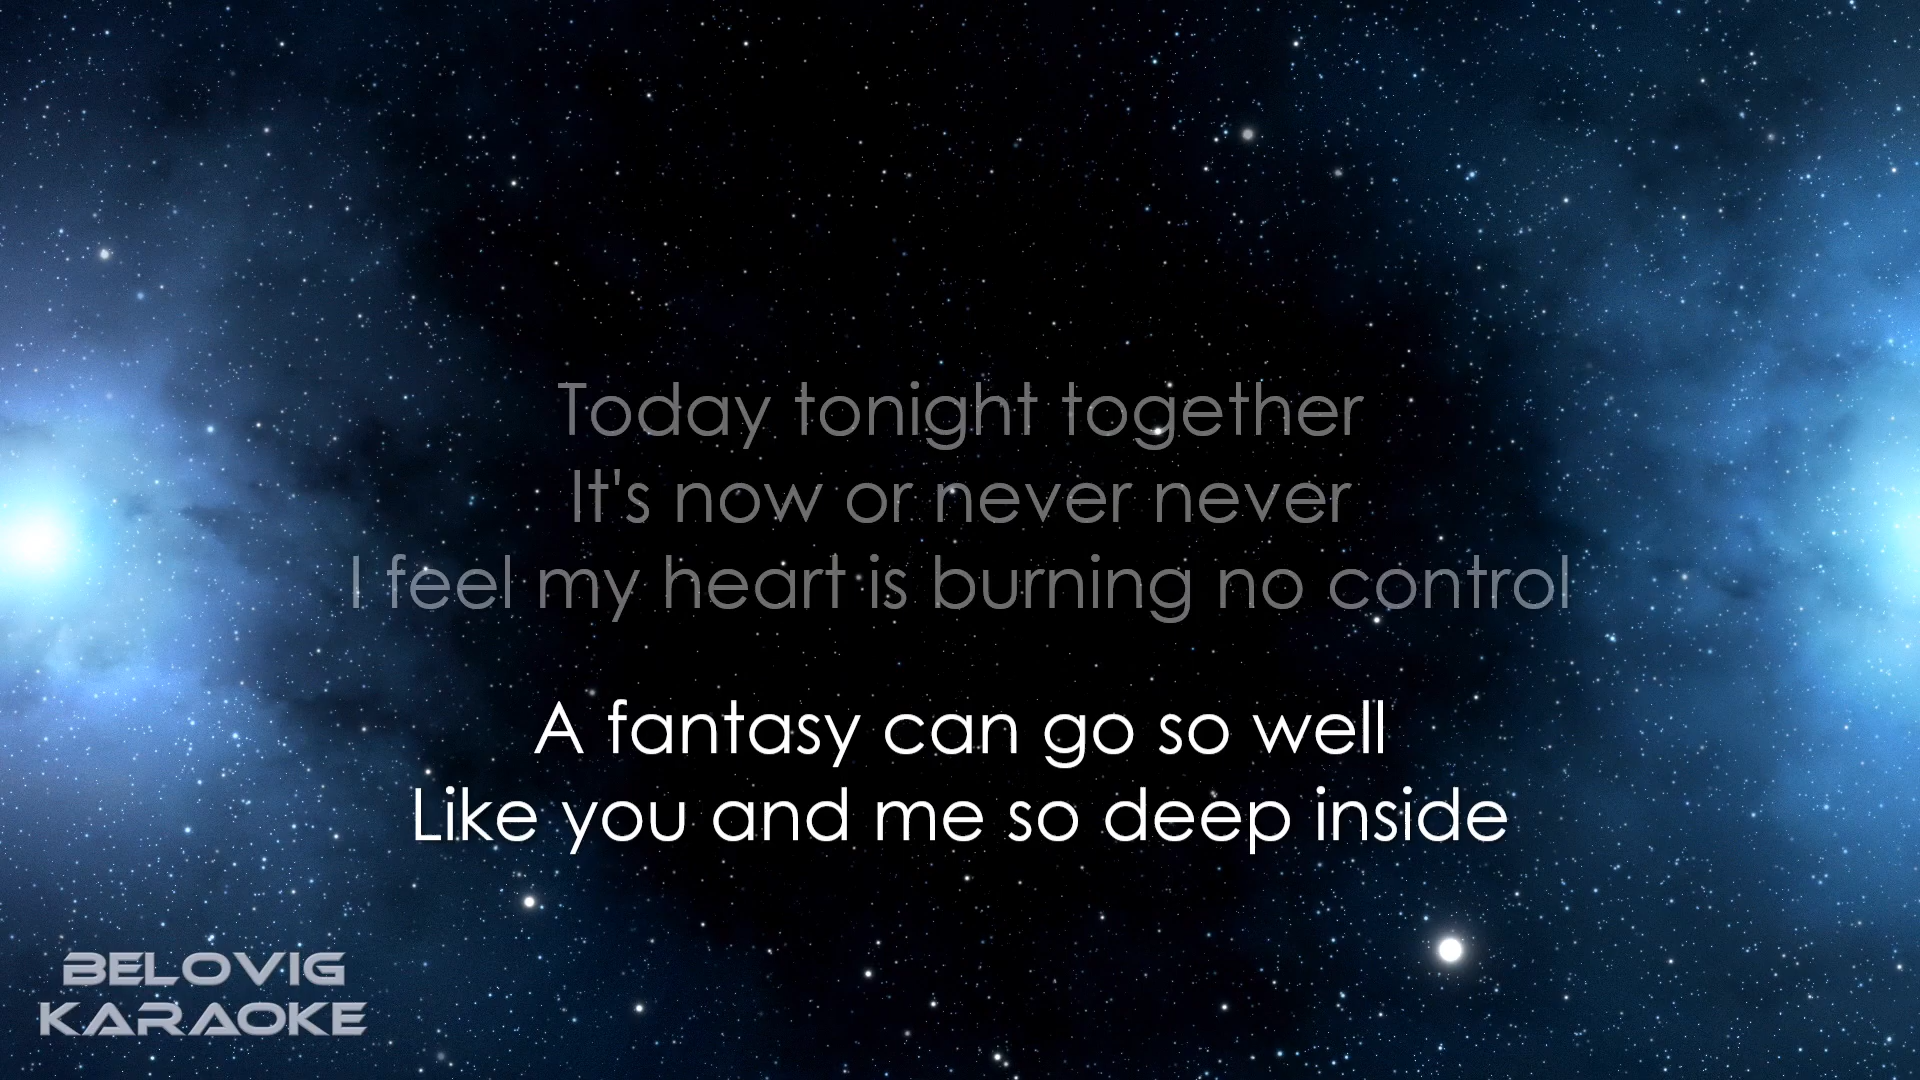 Today tonight together
It's now or never never
I feel my heart is burning no control
A fantasy can go so well
Like you and me so deep inside
BELOVIG
KARAOKE